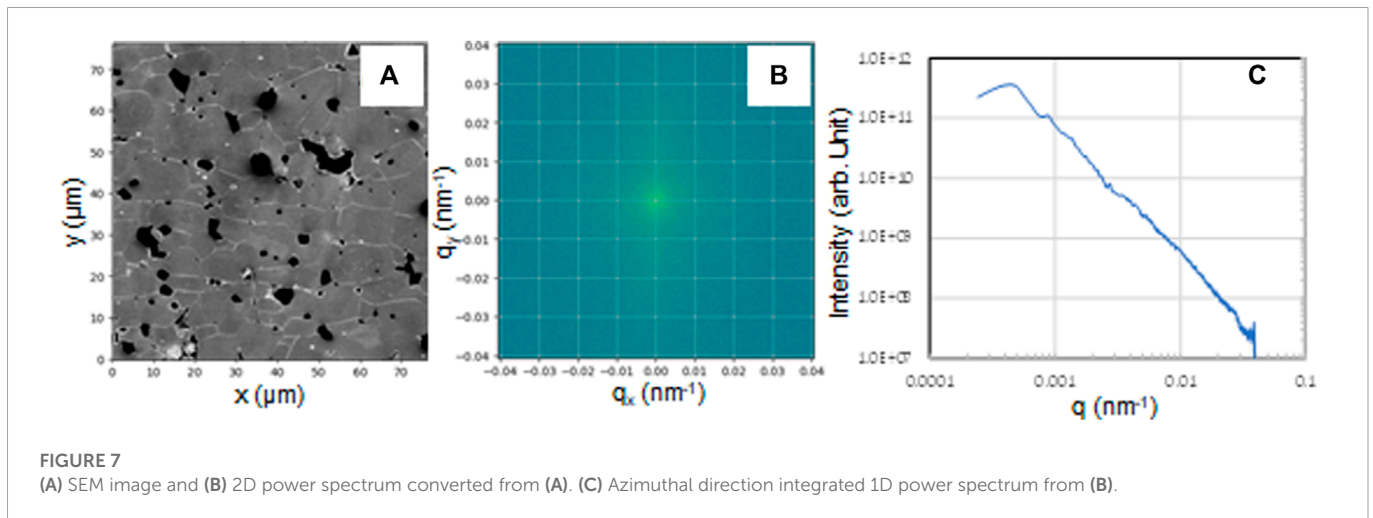 A
70
60
50
40
30
20
10
0
y (µm)
0 10 20 30 40 50 60 70
x (µm)
B
0.04
0.03
0.02
0.01
0.00
−0.01
−0.02
−0.03
−0.04
qᵧ (nm⁻¹)
−0.04 −0.03 −0.02 −0.01 0.00 0.01 0.02 0.03 0.04
qₓ (nm⁻¹)
C
1.0E+12
1.0E+11
1.0E+10
1.0E+09
1.0E+08
1.0E+07
Intensity (arb. Unit)
0.0001 0.001 0.01 0.1
q (nm⁻¹)
FIGURE 7
(A) SEM image and (B) 2D power spectrum converted from (A). (C) Azimuthal direction integrated 1D power spectrum from (B).